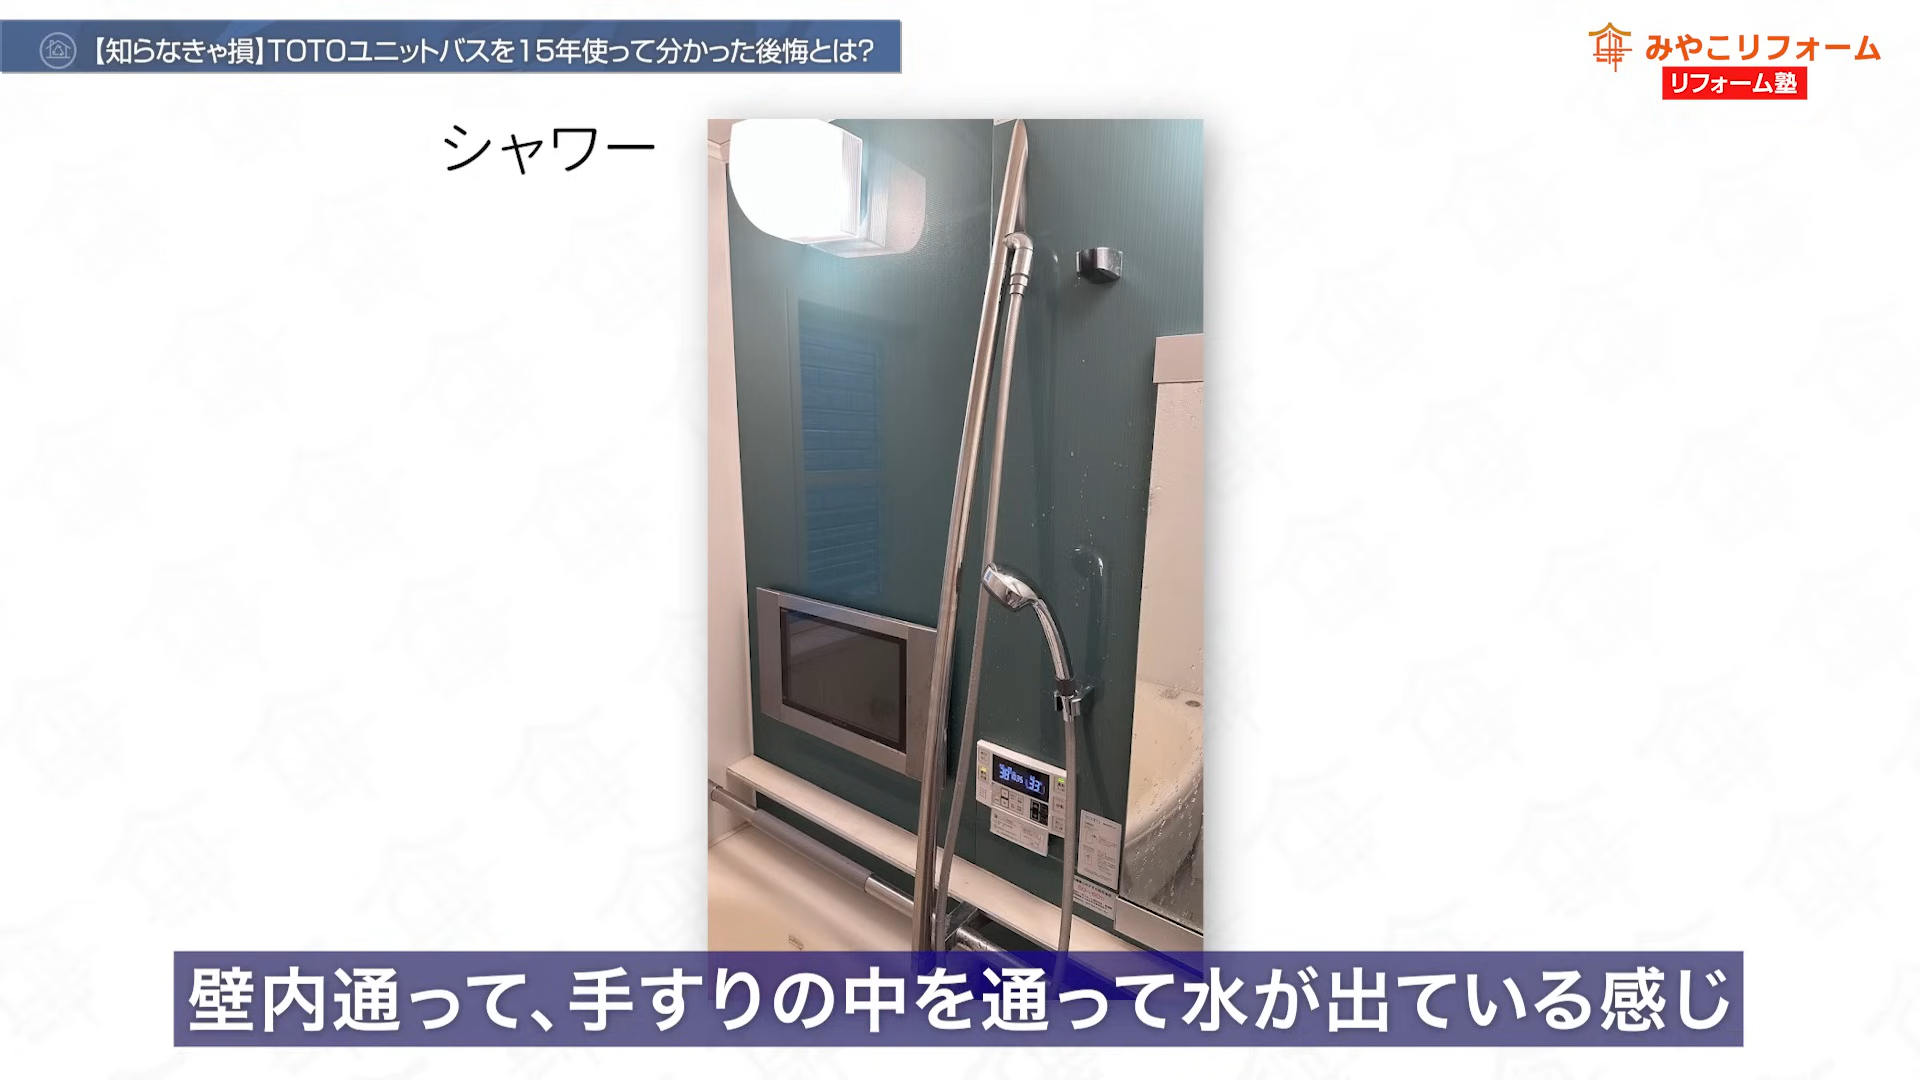 【知らなきゃ損】TOTOユニットバスを15年使って分かった後悔とは?
みやこリフォーム
リフォーム塾
シャワー
壁内通って、手すりの中を通って水が出ている感じ